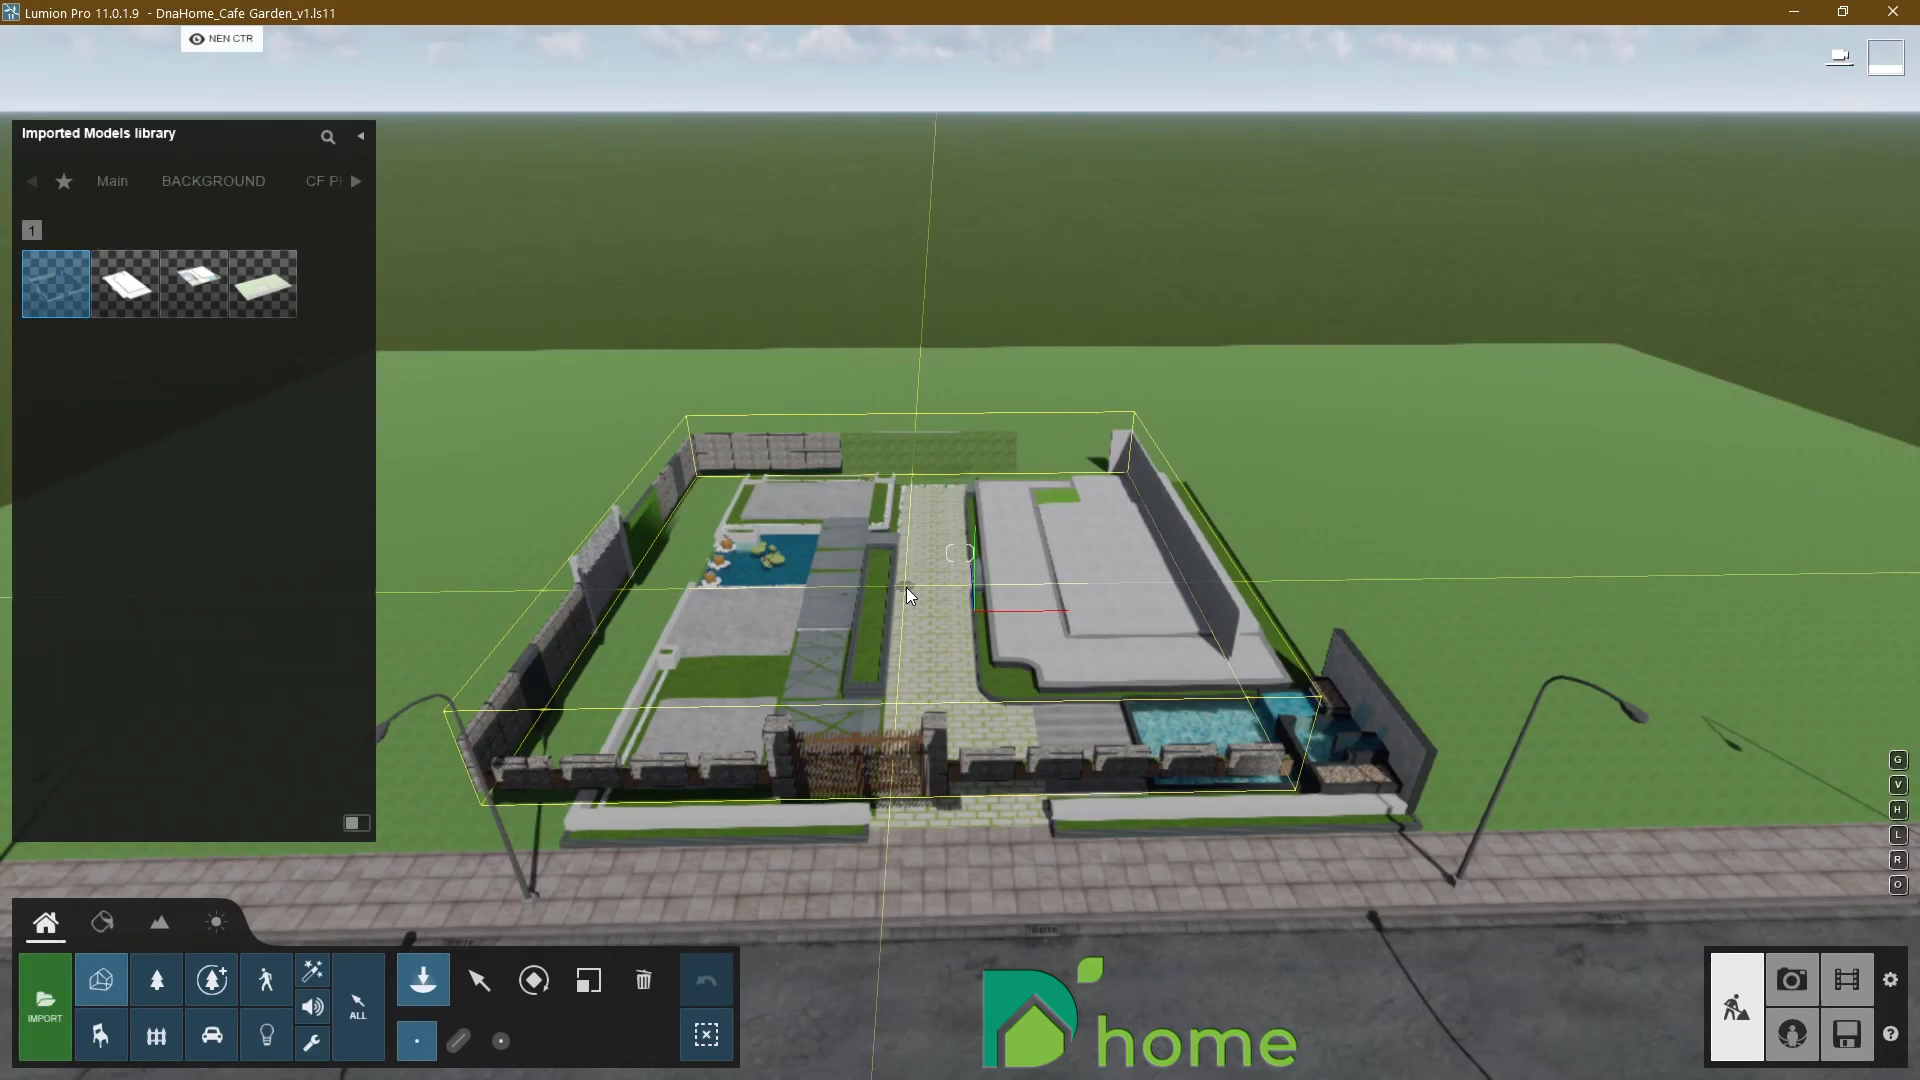 Lumion Pro 11.0.1.9 - DnaHome_Cafe Garden_v1.ls11
NEN CTR
Imported Models library
Main BACKGROUND CF P
1
G
V
H
L
R
O
IMPORT
ALL
home